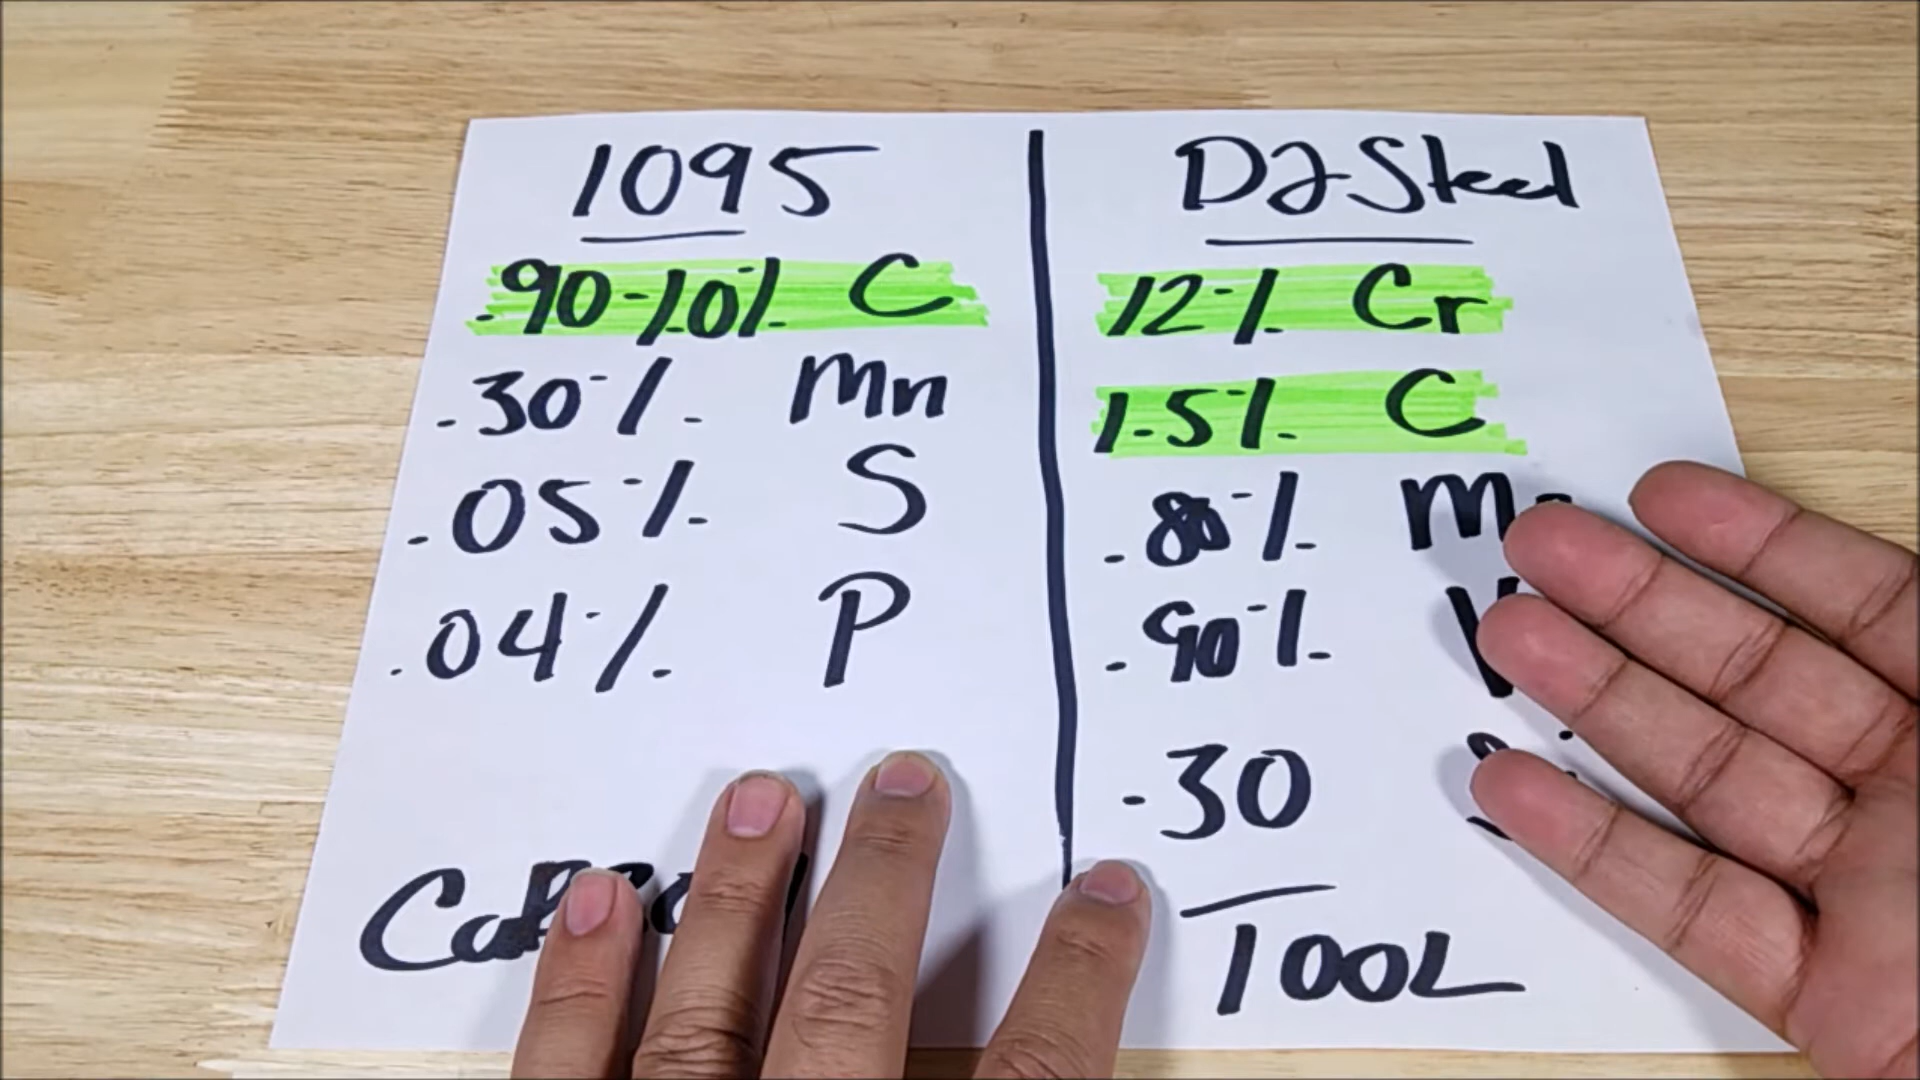 1095
.90-1.0% C
.30% Mn
.05% S
.04% P
D2 Steel
12% Cr
1.5% C
.80%
.90% V
.30
TOOL